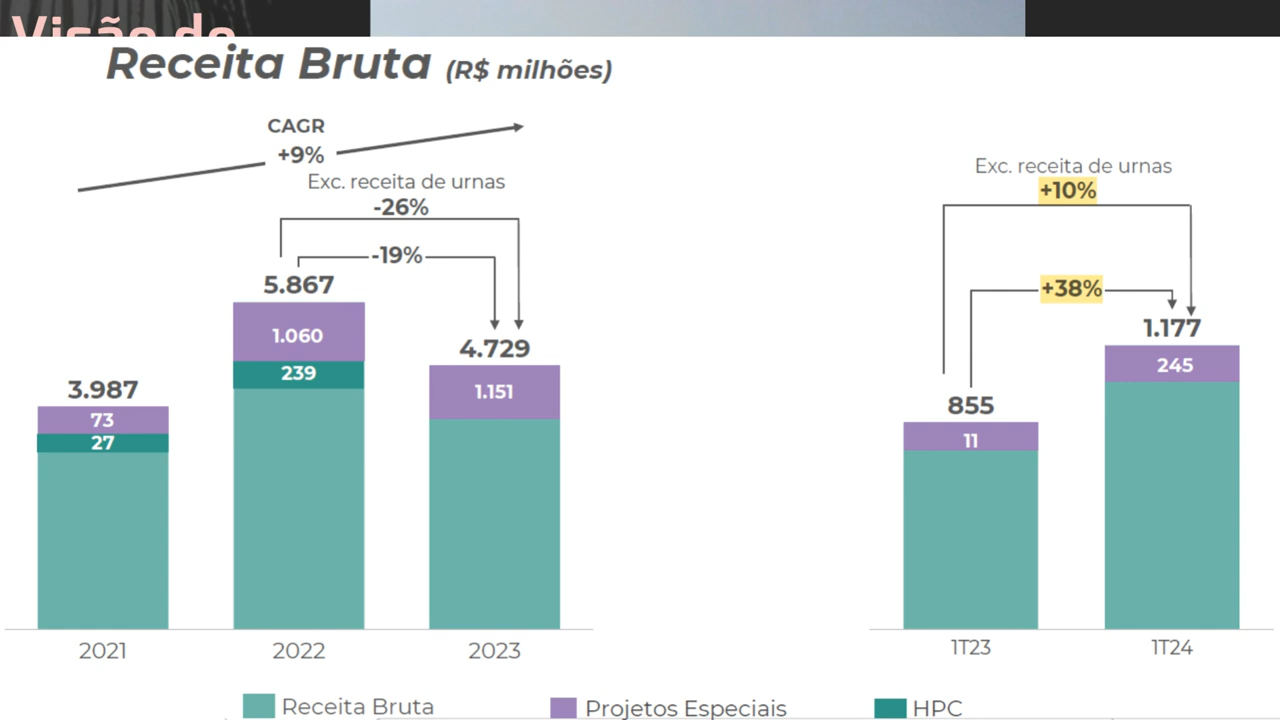 Visão do
Receita Bruta (R$ milhões)
CAGR
+9%
Exc. receita de urnas
-26%
-19%
5.867
1.060
239
4.729
1.151
3.987
73
27
2021
2022
2023
Exc. receita de urnas
+10%
+38%
1.177
245
855
11
1T23
1T24
Receita Bruta
Projetos Especiais
HPC